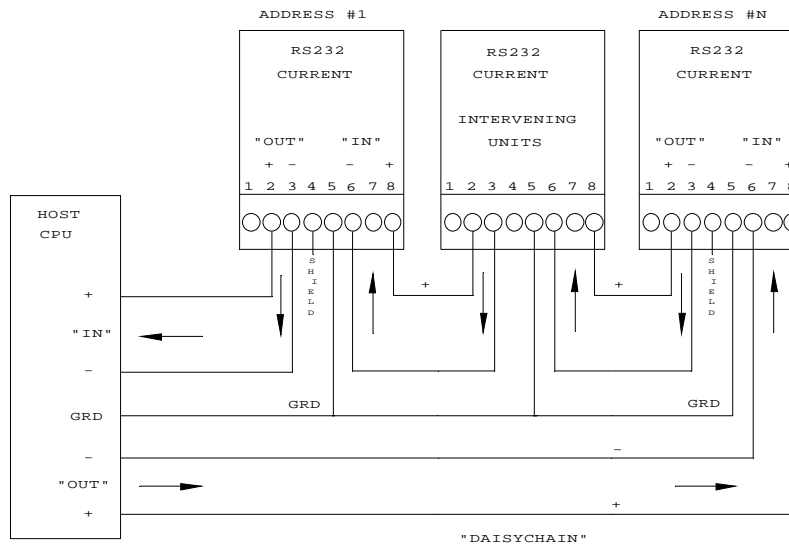 ADDRESS #1
ADDRESS #N
RS232
CURRENT
"OUT" "IN"
+ - - +
1 2 3 4 5 6 7 8
RS232
CURRENT
INTERVENING
UNITS
1 2 3 4 5 6 7 8
RS232
CURRENT
"OUT" "IN"
+ - - +
1 2 3 4 5 6 7 8
SHIELD
SHIELD
+
+
HOST
CPU
+
"IN"
-
GRD
-
"OUT"
+
GRD
GRD
-
+
"DAISYCHAIN"